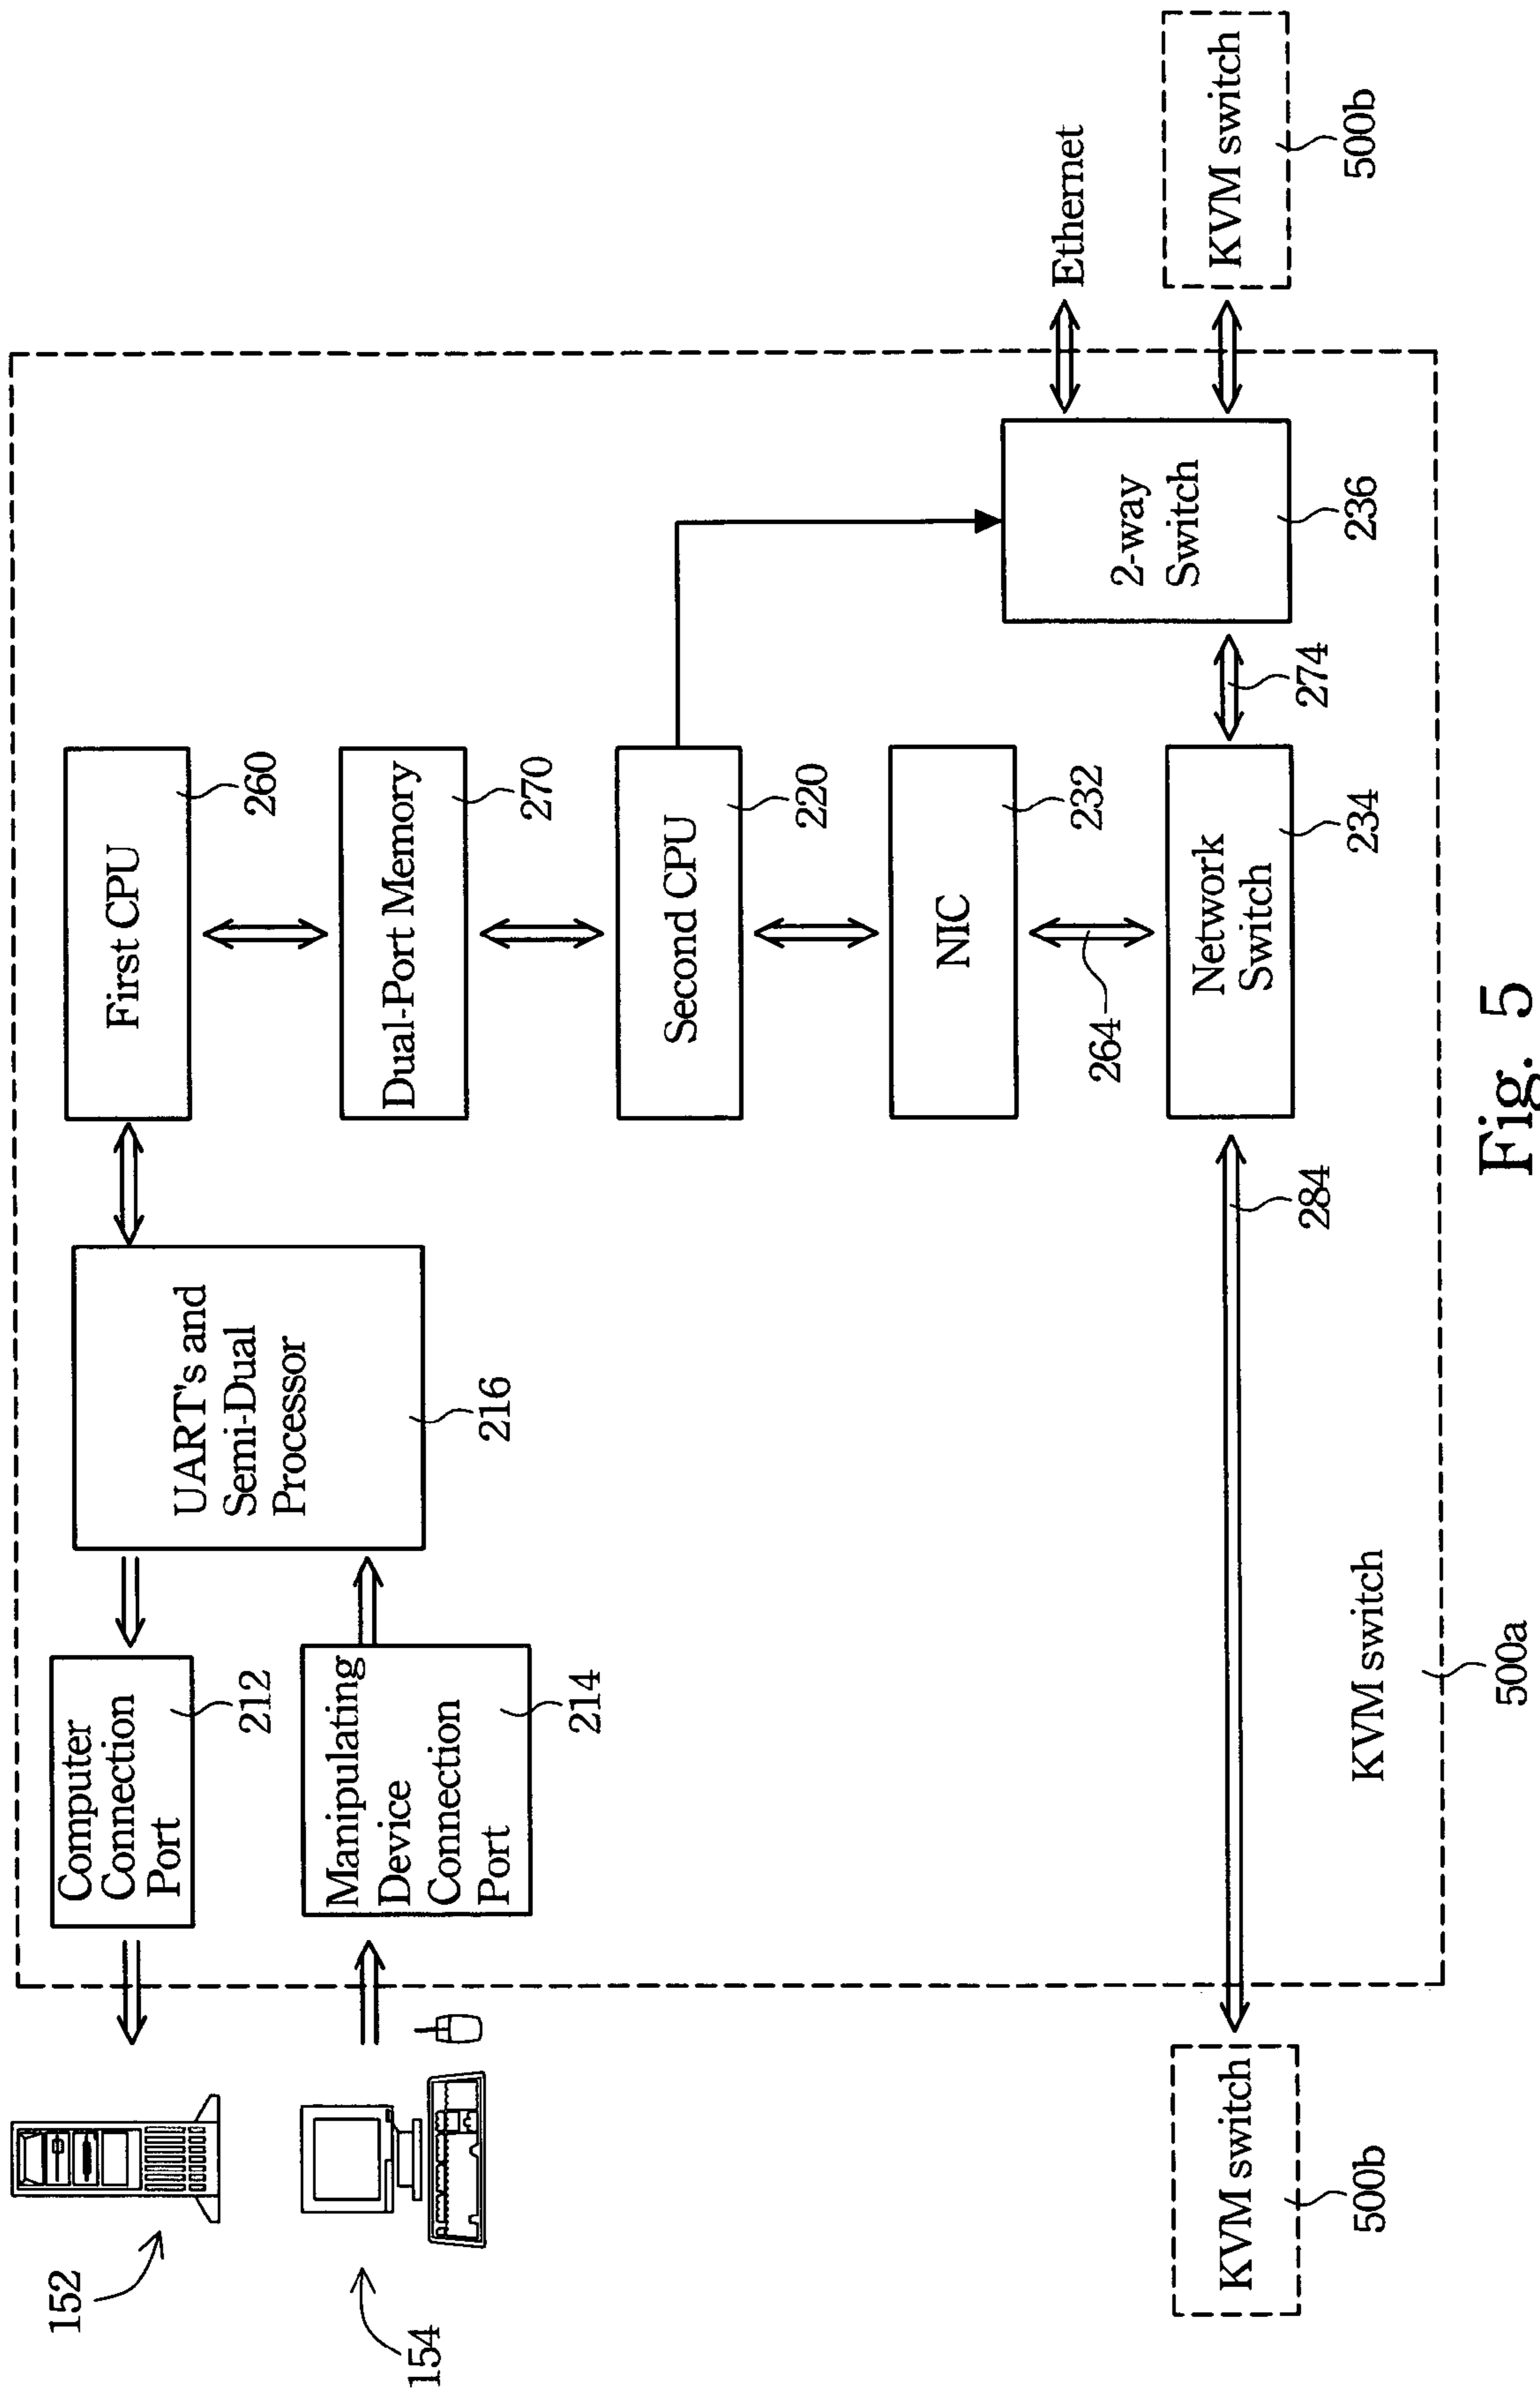 152
154
Computer
Connection
Port
212
Manipulating
Device
Connection
Port
214
UART's and
Semi-Dual
Processor
216
First CPU
260
Dual-Port Memory
270
Second CPU
220
NIC
232
264
Network
Switch
234
274
284
2-way
Switch
236
Ethernet
KVM switch
500b
KVM switch
500b
KVM switch
500a
Fig. 5